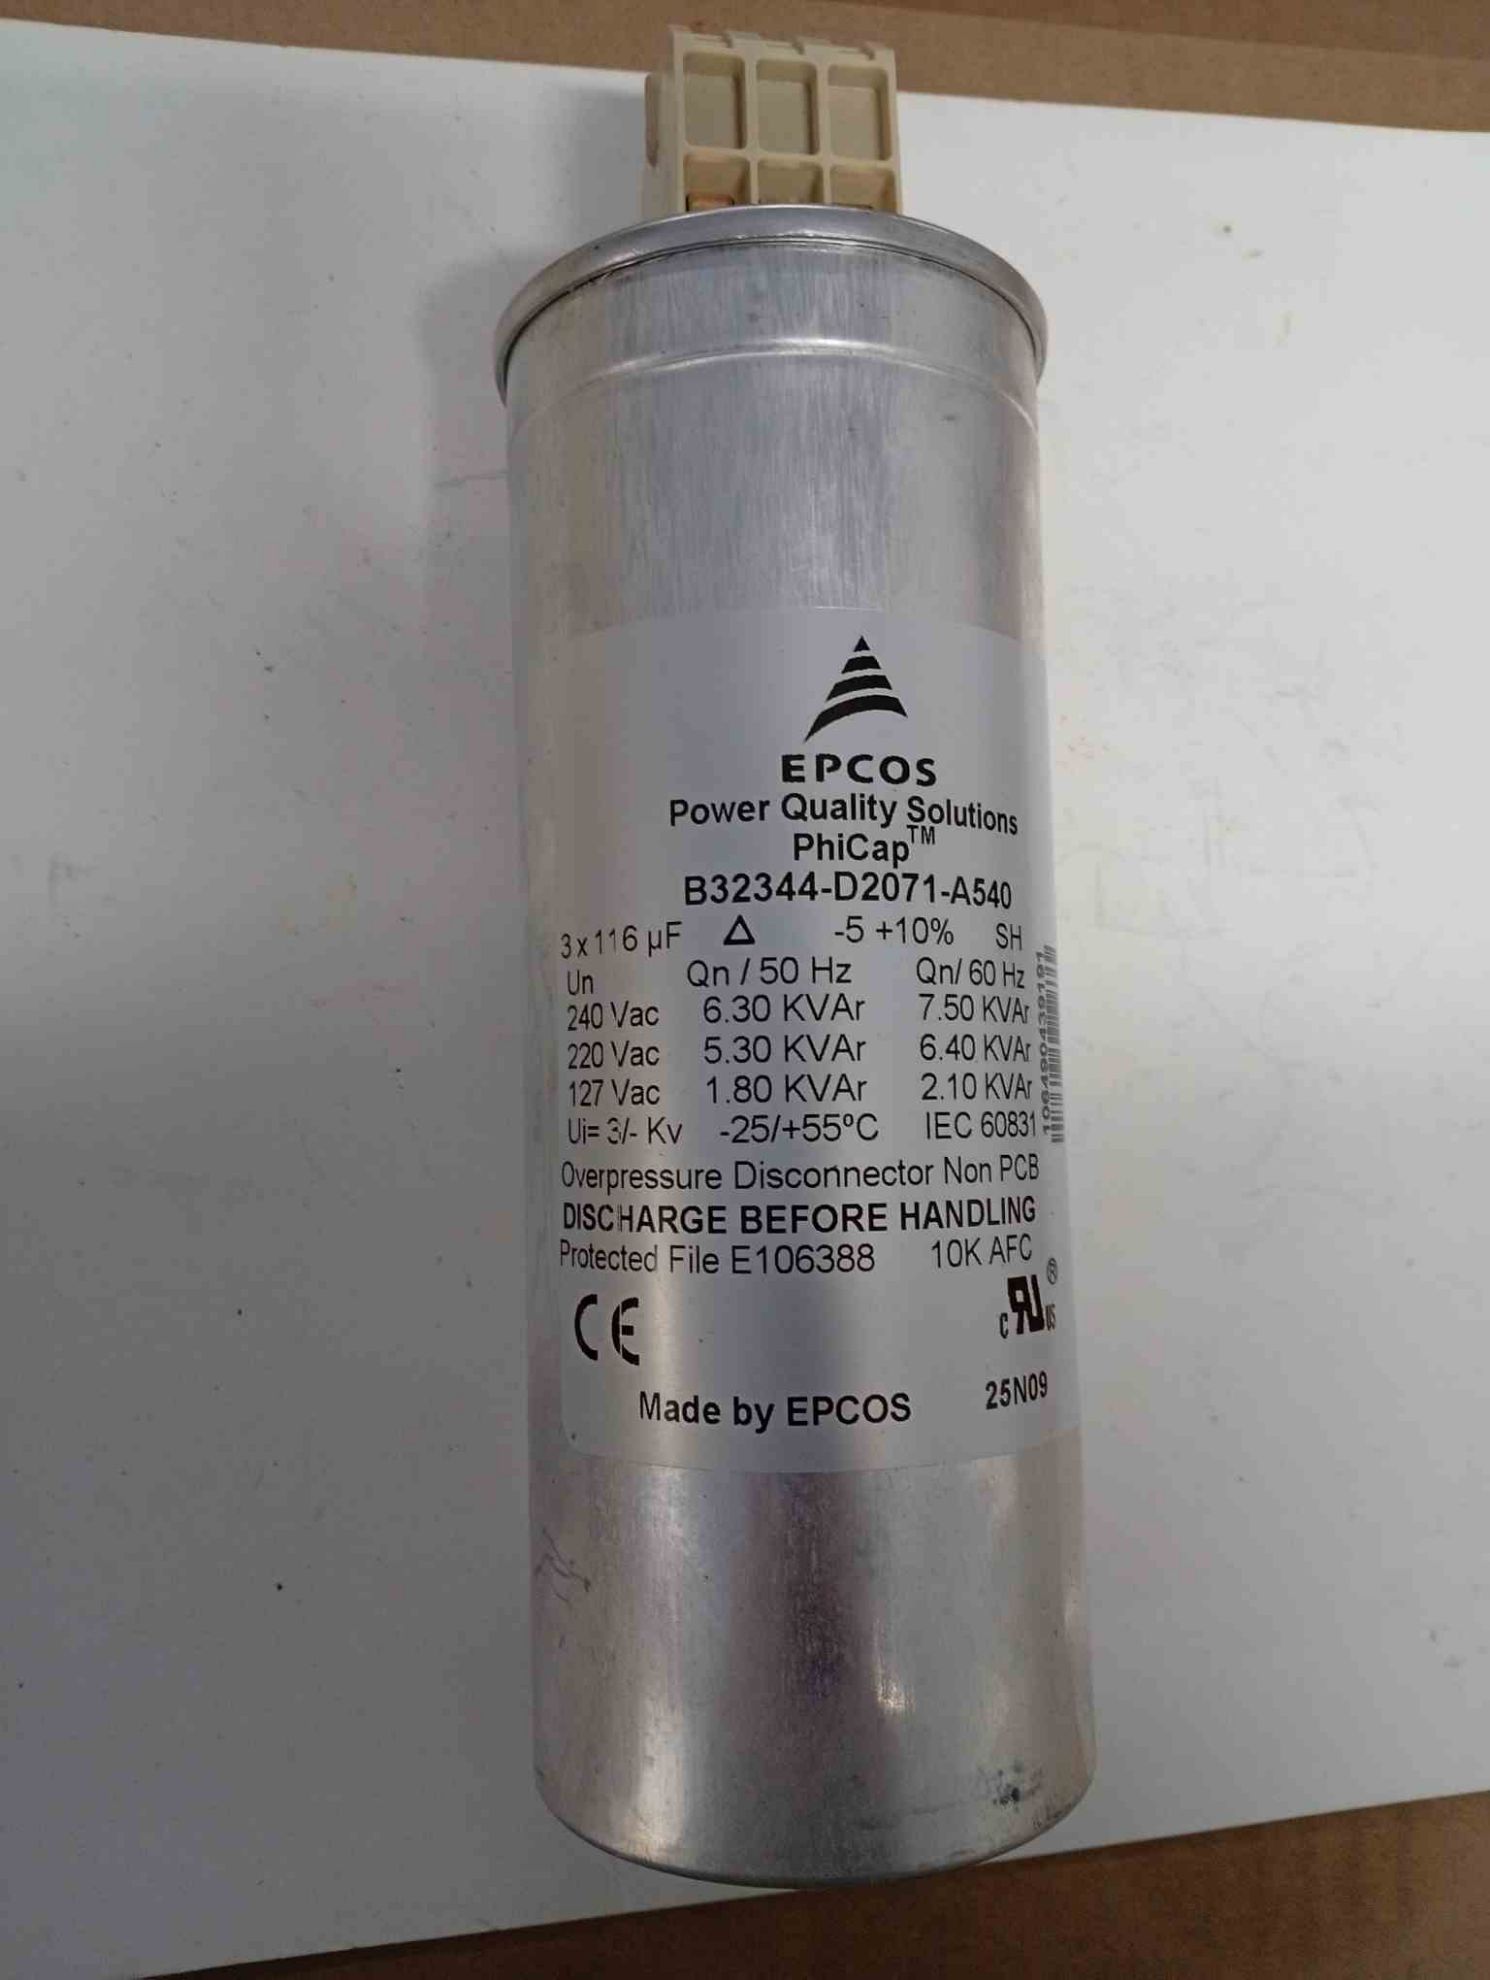 EPCOS
Power Quality Solutions
PhiCap™
B32344-D2071-A540
3 x 116 µF Δ -5 +10% SH
Un Qn / 50 Hz Qn/ 60 Hz
240 Vac 6.30 KVAr 7.50 KVAr
220 Vac 5.30 KVAr 6.40 KVAr
127 Vac 1.80 KVAr 2.10 KVAr
Ui= 3/- Kv -25/+55ºC IEC 60831
Overpressure Disconnector Non PCB
DISCHARGE BEFORE HANDLING
Protected File E106388 10K AFC
CE
c RU us ®
Made by EPCOS 25N09